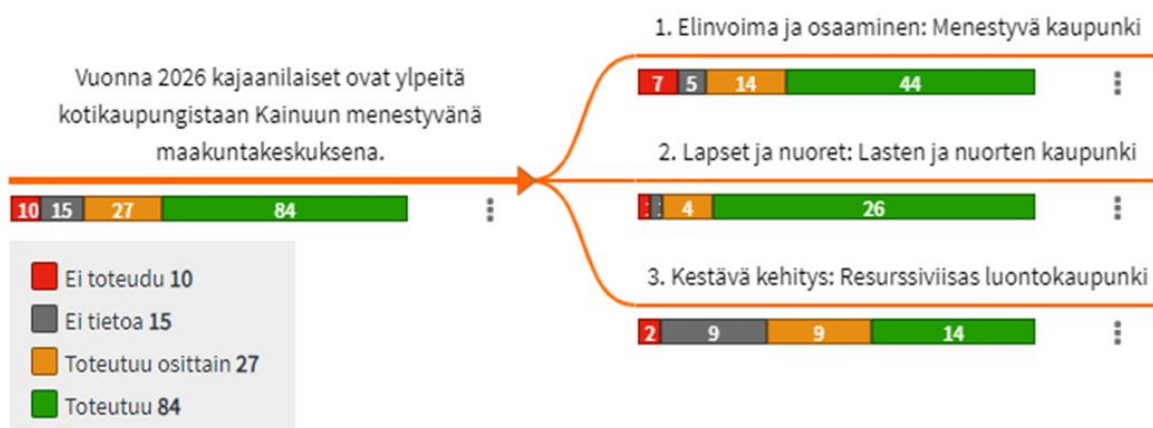 Vuonna 2026 kajaanilaiset ovat ylpeitä
kotikaupungistaan Kainuun menestyvänä
maakuntakeskuksena.
10 15 27 84
Ei toteudu 10
Ei tietoa 15
Toteutuu osittain 27
Toteutuu 84
1. Elinvoima ja osaaminen: Menestyvä kaupunki
7 5 14 44
2. Lapset ja nuoret: Lasten ja nuorten kaupunki
4 26
3. Kestävä kehitys: Resurssiviisas luontokaupunki
2 9 9 14